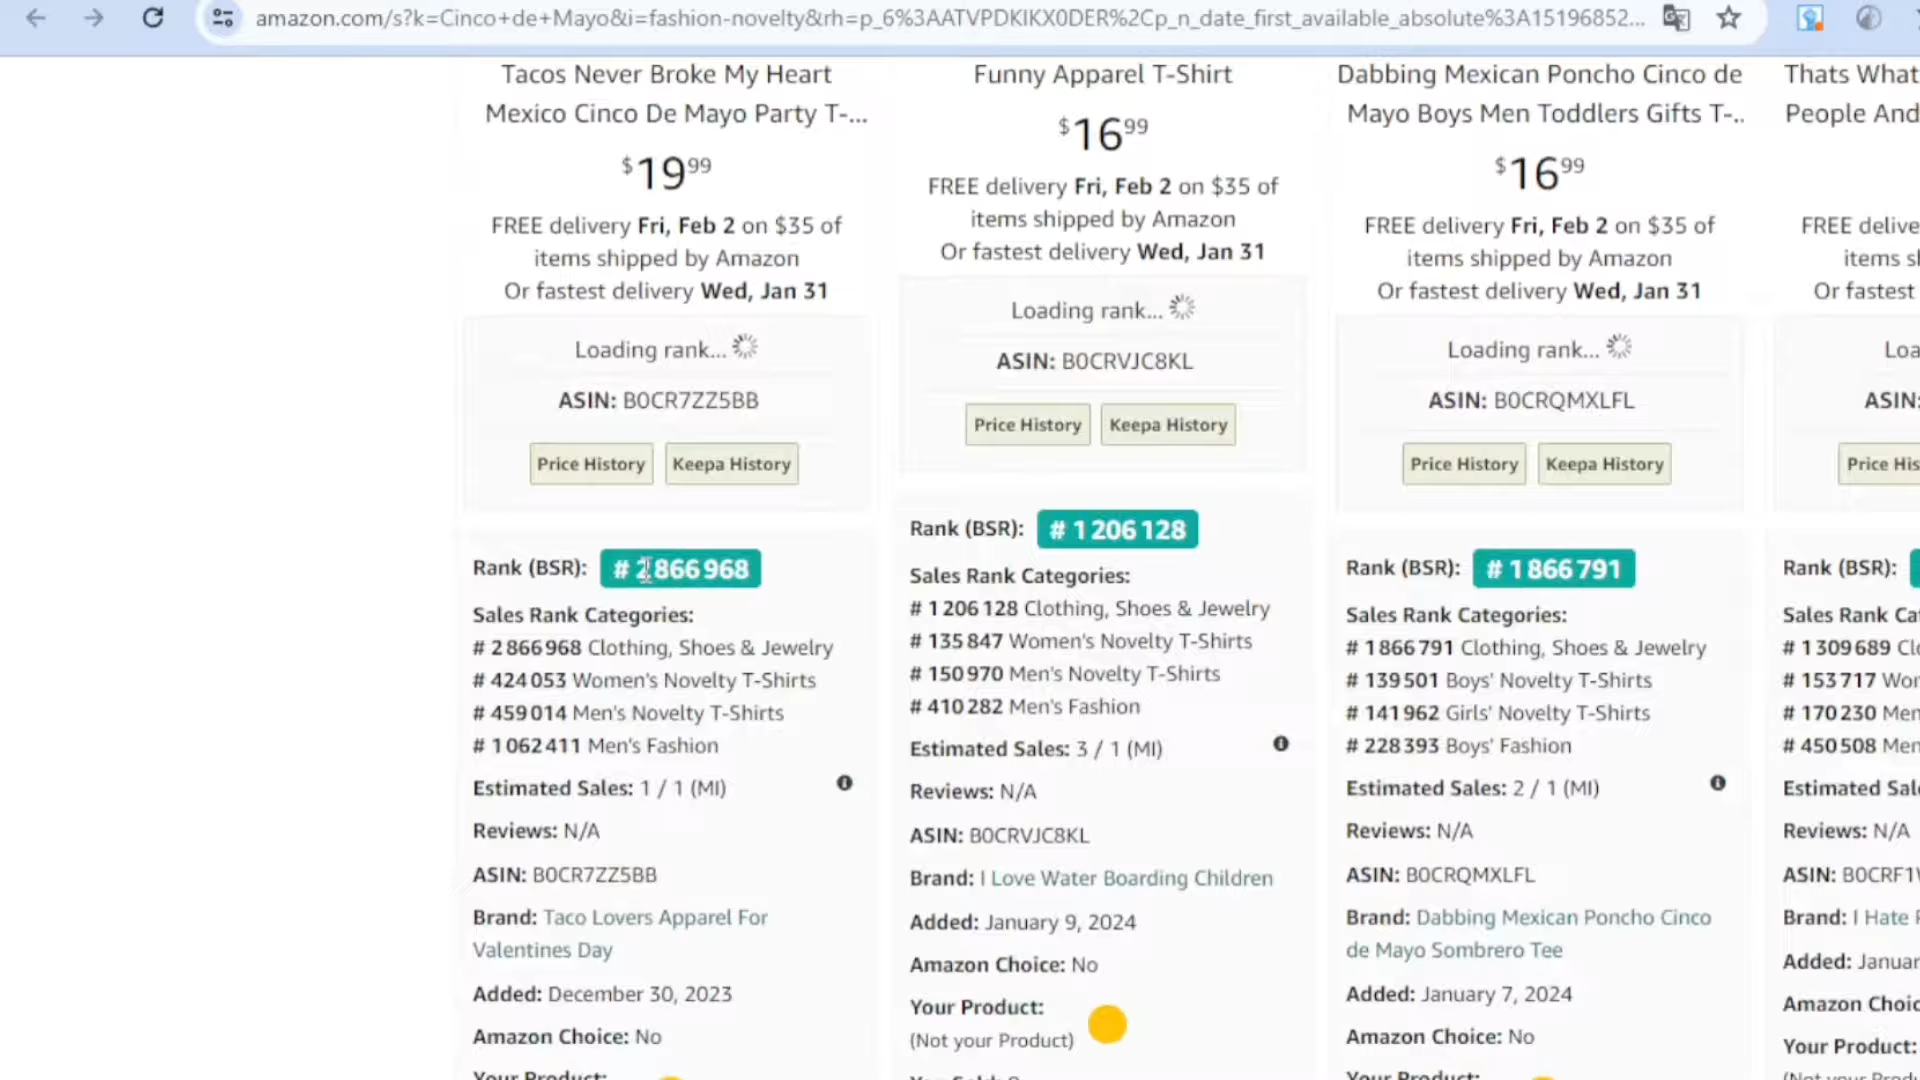 amazon.com/s?k=Cinco+de+Mayo&i=fashion-novelty&rh=p_6%3AATVPDKIKX0DER%2Cp_n_date_first_available_absolute%3A15196852...
Tacos Never Broke My Heart
Mexico Cinco De Mayo Party T-...
$19 99
FREE delivery Fri, Feb 2 on $35 of
items shipped by Amazon
Or fastest delivery Wed, Jan 31
Loading rank...
ASIN: B0CR7ZZ5BB
Price History Keepa History
Rank (BSR): # 2 866 968
Sales Rank Categories:
# 2 866 968 Clothing, Shoes & Jewelry
# 424 053 Women's Novelty T-Shirts
# 459 014 Men's Novelty T-Shirts
# 1 062 411 Men's Fashion
Estimated Sales: 1 / 1 (MI)
Reviews: N/A
ASIN: B0CR7ZZ5BB
Brand: Taco Lovers Apparel For
Valentines Day
Added: December 30, 2023
Amazon Choice: No
Your Product:
Funny Apparel T-Shirt
$16 99
FREE delivery Fri, Feb 2 on $35 of
items shipped by Amazon
Or fastest delivery Wed, Jan 31
Loading rank...
ASIN: B0CRVJC8KL
Price History Keepa History
Rank (BSR): # 1 206 128
Sales Rank Categories:
# 1 206 128 Clothing, Shoes & Jewelry
# 135 847 Women's Novelty T-Shirts
# 150 970 Men's Novelty T-Shirts
# 410 282 Men's Fashion
Estimated Sales: 3 / 1 (MI)
Reviews: N/A
ASIN: B0CRVJC8KL
Brand: I Love Water Boarding Children
Added: January 9, 2024
Amazon Choice: No
Your Product:
(Not your Product)
Dabbing Mexican Poncho Cinco de
Mayo Boys Men Toddlers Gifts T-..
$16 99
FREE delivery Fri, Feb 2 on $35 of
items shipped by Amazon
Or fastest delivery Wed, Jan 31
Loading rank...
ASIN: B0CRQMXLFL
Price History Keepa History
Rank (BSR): # 1 866 791
Sales Rank Categories:
# 1 866 791 Clothing, Shoes & Jewelry
# 139 501 Boys' Novelty T-Shirts
# 141 962 Girls' Novelty T-Shirts
# 228 393 Boys' Fashion
Estimated Sales: 2 / 1 (MI)
Reviews: N/A
ASIN: B0CRQMXLFL
Brand: Dabbing Mexican Poncho Cinco
de Mayo Sombrero Tee
Added: January 7, 2024
Amazon Choice: No
Your Product:
Thats What
People And
FREE delive
items s
Or fastest
Loa
ASIN:
Price His
Rank (BSR):
Sales Rank Ca
# 1 309 689 Cl
# 153 717 Wo
# 170 230 Men
# 450 508 Men
Estimated Sal
Reviews: N/A
ASIN: B0CRF1
Brand: I Hate
Added: Januar
Amazon Choic
Your Product: